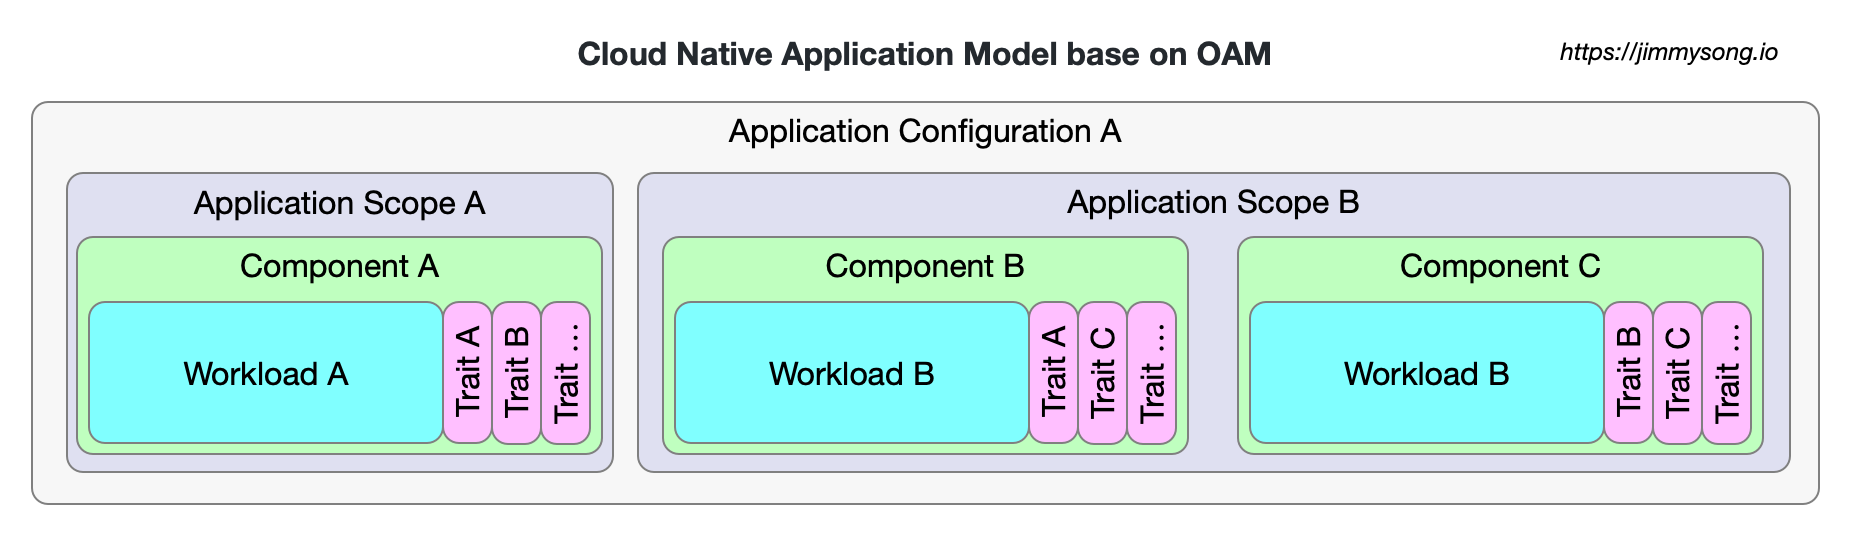 Cloud Native Application Model base on OAM
https://jimmysong.io
Application Configuration A
Application Scope A
Component A
Workload A
Trait A
Trait B
Trait ...
Application Scope B
Component B
Workload B
Trait A
Trait C
Trait ...
Component C
Workload B
Trait B
Trait C
Trait ...